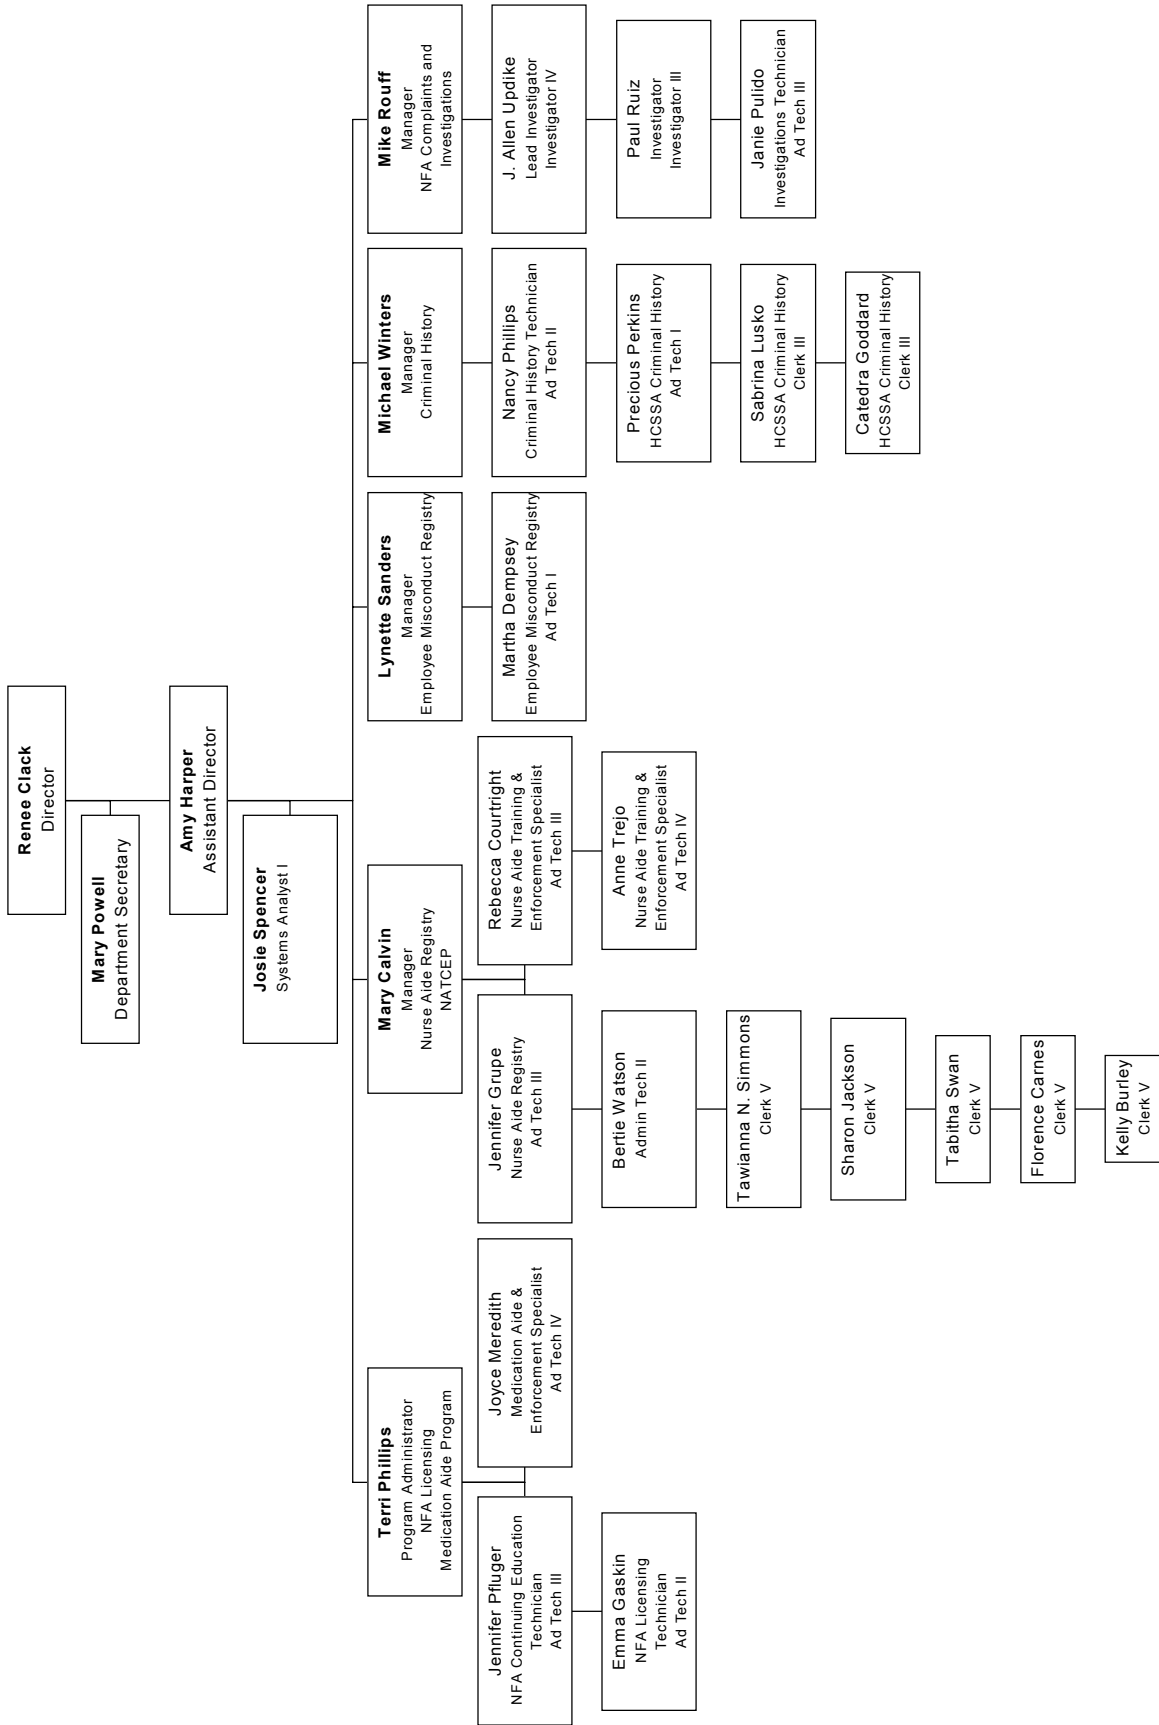 Renee Clack
Director
Mary Powell
Department Secretary
Amy Harper
Assistant Director
Josie Spencer
Systems Analyst I
Terri Phillips
Program Administrator
NFA Licensing
Medication Aide Program
Jennifer Pfluger
NFA Continuing Education
Technician
Ad Tech III
Emma Gaskin
NFA Licensing
Technician
Ad Tech II
Joyce Meredith
Medication Aide &
Enforcement Specialist
Ad Tech IV
Mary Calvin
Manager
Nurse Aide Registry
NATCEP
Jennifer Grupe
Nurse Aide Registry
Ad Tech III
Bertie Watson
Admin Tech II
Tawianna N. Simmons
Clerk V
Sharon Jackson
Clerk V
Tabitha Swan
Clerk V
Florence Carnes
Clerk V
Kelly Burley
Clerk V
Rebecca Courtright
Nurse Aide Training &
Enforcement Specialist
Ad Tech III
Anne Trejo
Nurse Aide Training &
Enforcement Specialist
Ad Tech IV
Lynette Sanders
Manager
Employee Misconduct Registry
Martha Dempsey
Employee Misconduct Registry
Ad Tech I
Michael Winters
Manager
Criminal History
Nancy Phillips
Criminal History Technician
Ad Tech II
Precious Perkins
HCSSA Criminal History
Ad Tech I
Sabrina Lusko
HCSSA Criminal History
Clerk III
Catedra Goddard
HCSSA Criminal History
Clerk III
Mike Rouff
Manager
NFA Complaints and
Investigations
J. Allen Updike
Lead Investigator
Investigator IV
Paul Ruiz
Investigator
Investigator III
Janie Pulido
Investigations Technician
Ad Tech III